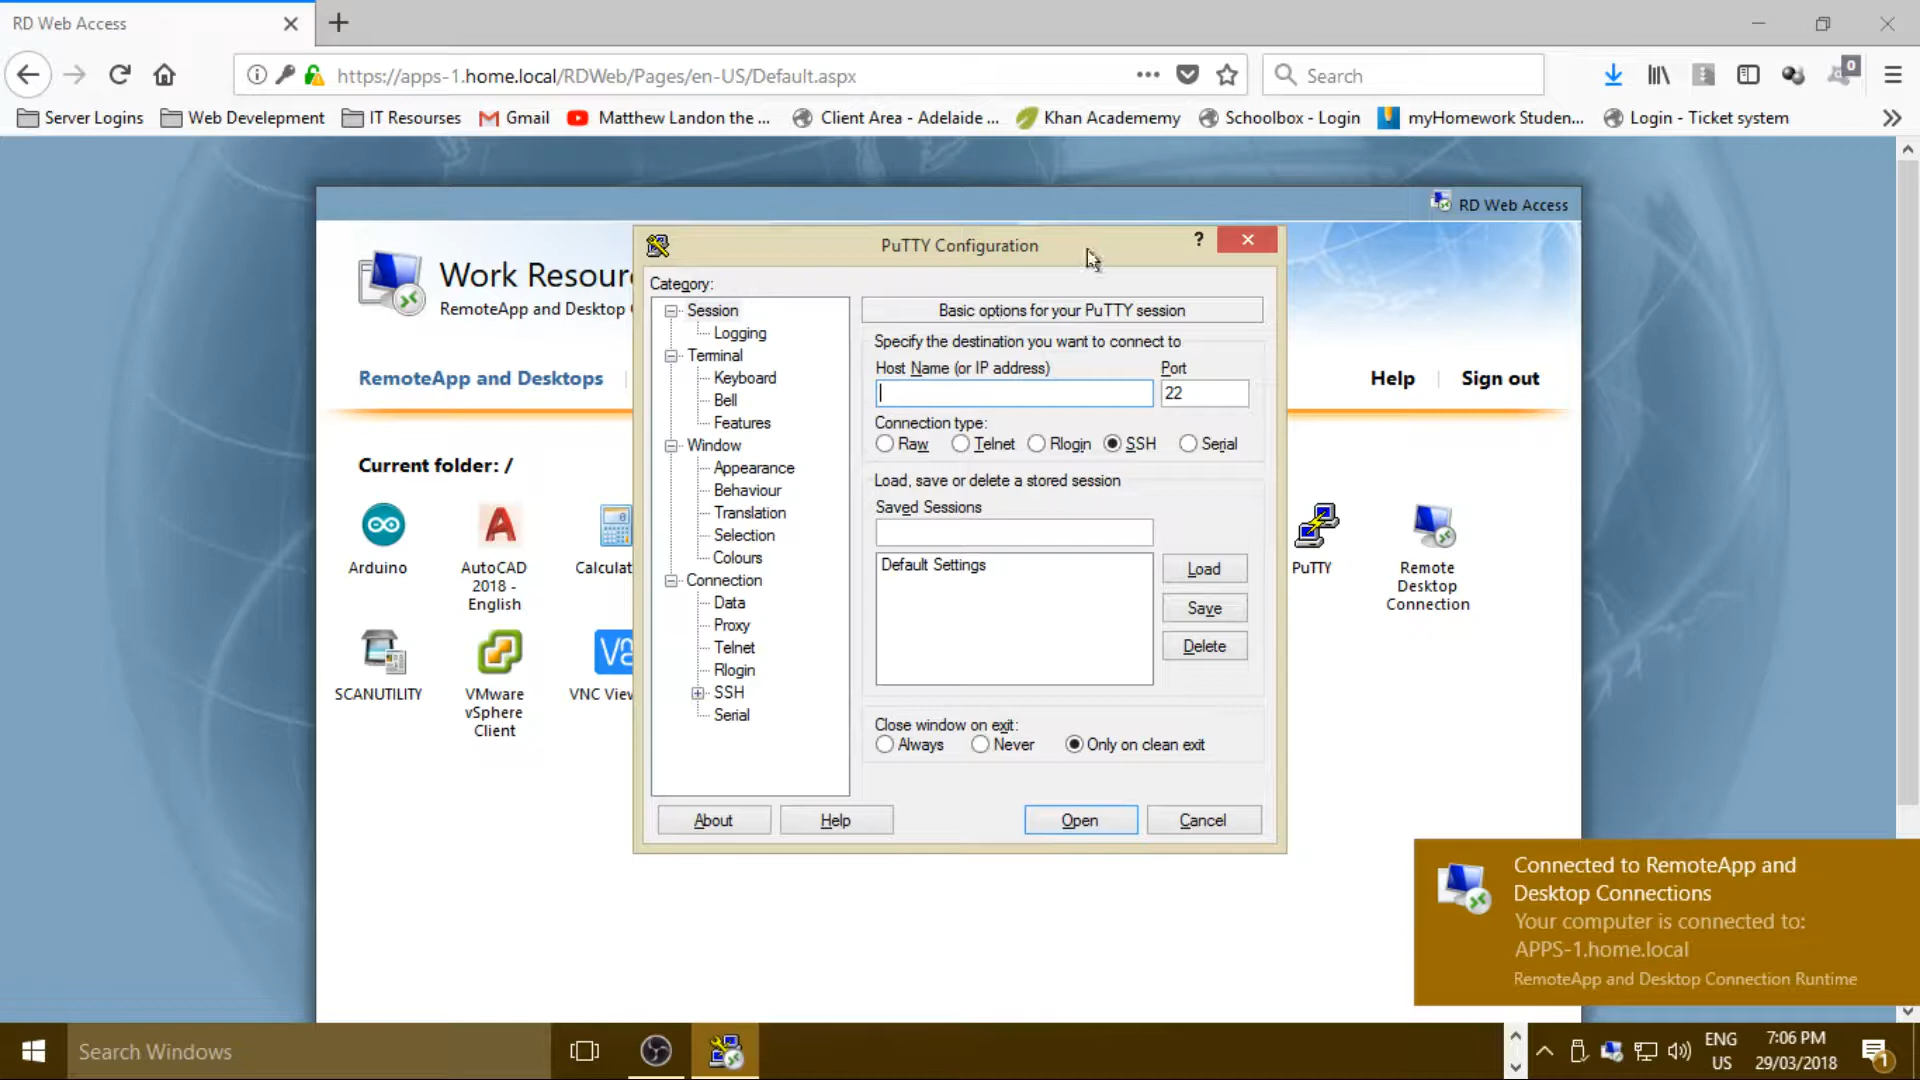 RD Web Access
https://apps-1.home.local/RDWeb/Pages/en-US/Default.aspx
Search
0
Server Logins
Web Develepment
IT Resourses
Gmail
Matthew Landon the ...
Client Area - Adelaide ...
Khan Academemy
Schoolbox - Login
myHomework Studen...
Login - Ticket system
RD Web Access
Work Resour
RemoteApp and Desktop
RemoteApp and Desktops
Help
Sign out
Current folder: /
Arduino
AutoCAD
2018 -
English
Calculat
PuTTY
Remote
Desktop
Connection
SCANUTILITY
VMware
vSphere
Client
VNC View
PuTTY Configuration
?
Category:
Session
Logging
Terminal
Keyboard
Bell
Features
Window
Appearance
Behaviour
Translation
Selection
Colours
Connection
Data
Proxy
Telnet
Rlogin
SSH
Serial
Basic options for your PuTTY session
Specify the destination you want to connect to
Host Name (or IP address)
Port
22
Connection type:
Raw
Telnet
Rlogin
SSH
Serial
Load, save or delete a stored session
Saved Sessions
Default Settings
Load
Save
Delete
Close window on exit:
Always
Never
Only on clean exit
About
Help
Open
Cancel
Connected to RemoteApp and
Desktop Connections
Your computer is connected to:
APPS-1.home.local
RemoteApp and Desktop Connection Runtime
Search Windows
ENG
US
7:06 PM
29/03/2018
1